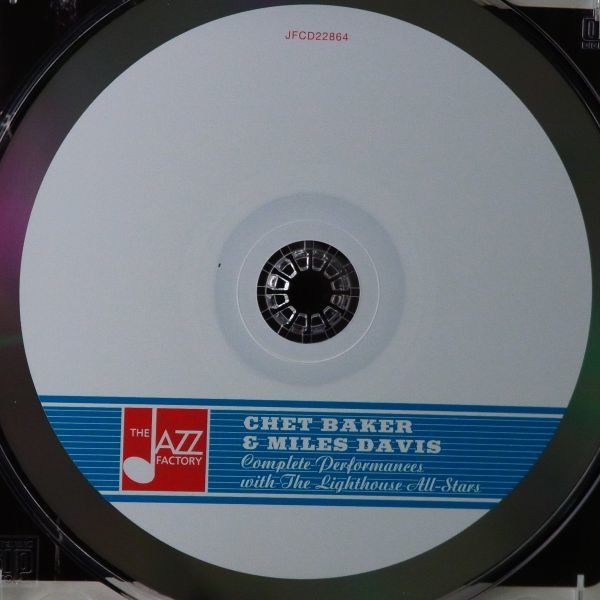 JFCD22864
THE
JAZZ
FACTORY
CHET BAKER
& MILES DAVIS
Complete Performances
with The Lighthouse All-Stars